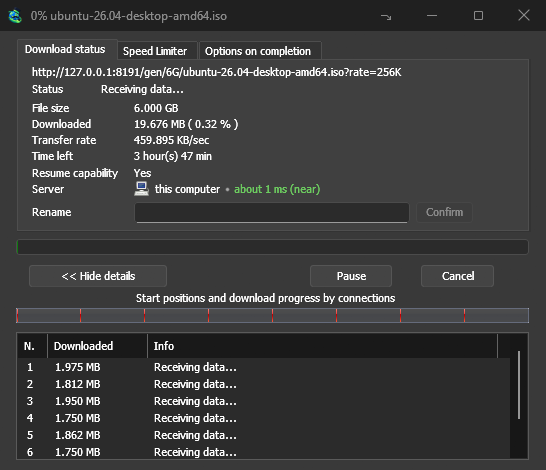 0% ubuntu-26.04-desktop-amd64.iso
Download status Speed Limiter Options on completion
http://127.0.0.1:8191/gen/6G/ubuntu-26.04-desktop-amd64.iso?rate=256K
Status Receiving data...
File size 6.000 GB
Downloaded 19.676 MB ( 0.32 % )
Transfer rate 459.895 KB/sec
Time left 3 hour(s) 47 min
Resume capability Yes
Server this computer • about 1 ms (near)
Rename Confirm
<< Hide details Pause Cancel
Start positions and download progress by connections
N. Downloaded Info
1 1.975 MB Receiving data...
2 1.812 MB Receiving data...
3 1.950 MB Receiving data...
4 1.750 MB Receiving data...
5 1.862 MB Receiving data...
6 1.750 MB Receiving data...